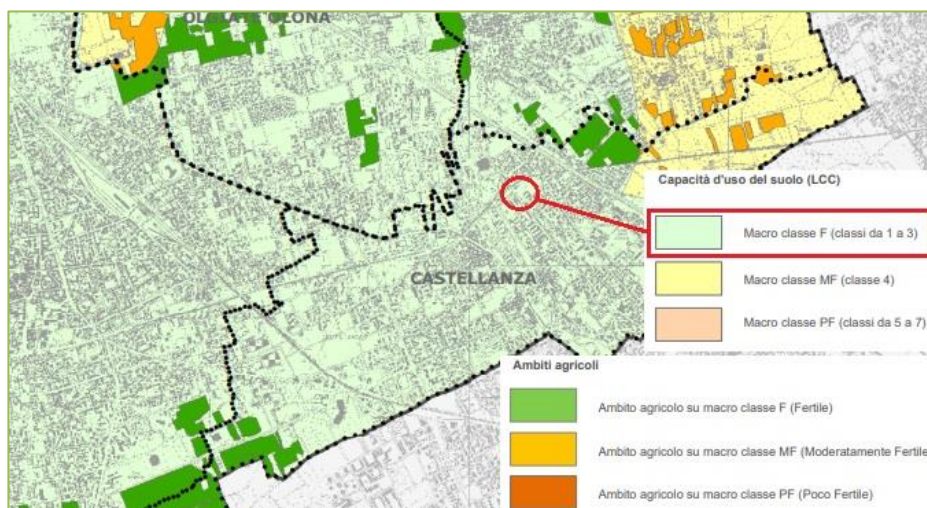 OLGIATE OLONA
Capacità d'uso del suolo (LCC)
Macro classe F (classi da 1 a 3)
CASTELLANZA
Macro classe MF (classe 4)
Macro classe PF (classi da 5 a 7)
Ambiti agricoli
Ambito agricolo su macro classe F (Fertile)
Ambito agricolo su macro classe MF (Moderatamente Fertile
Ambito agricolo su macro classe PF (Poco Fertile)